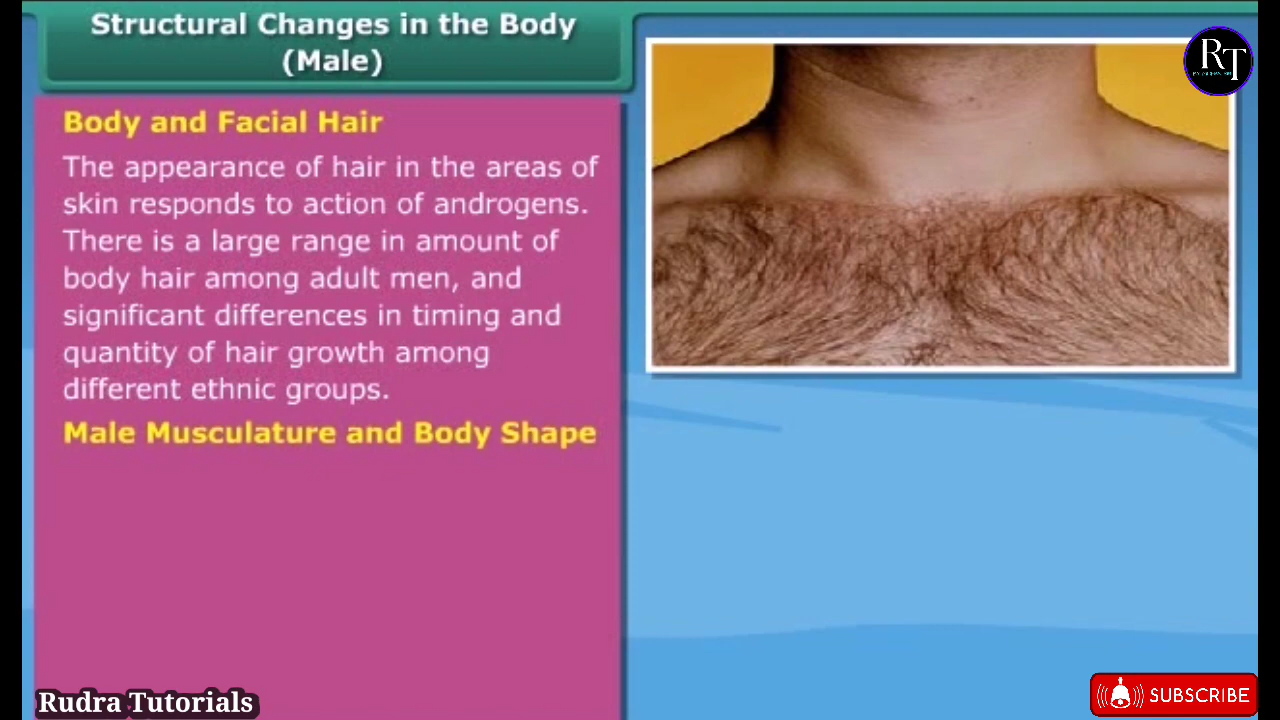 Structural Changes in the Body
(Male)
Body and Facial Hair
The appearance of hair in the areas of
skin responds to action of androgens.
There is a large range in amount of
body hair among adult men, and
significant differences in timing and
quantity of hair growth among
different ethnic groups.
Male Musculature and Body Shape
RT
Rudra Tutorials
SUBSCRIBE